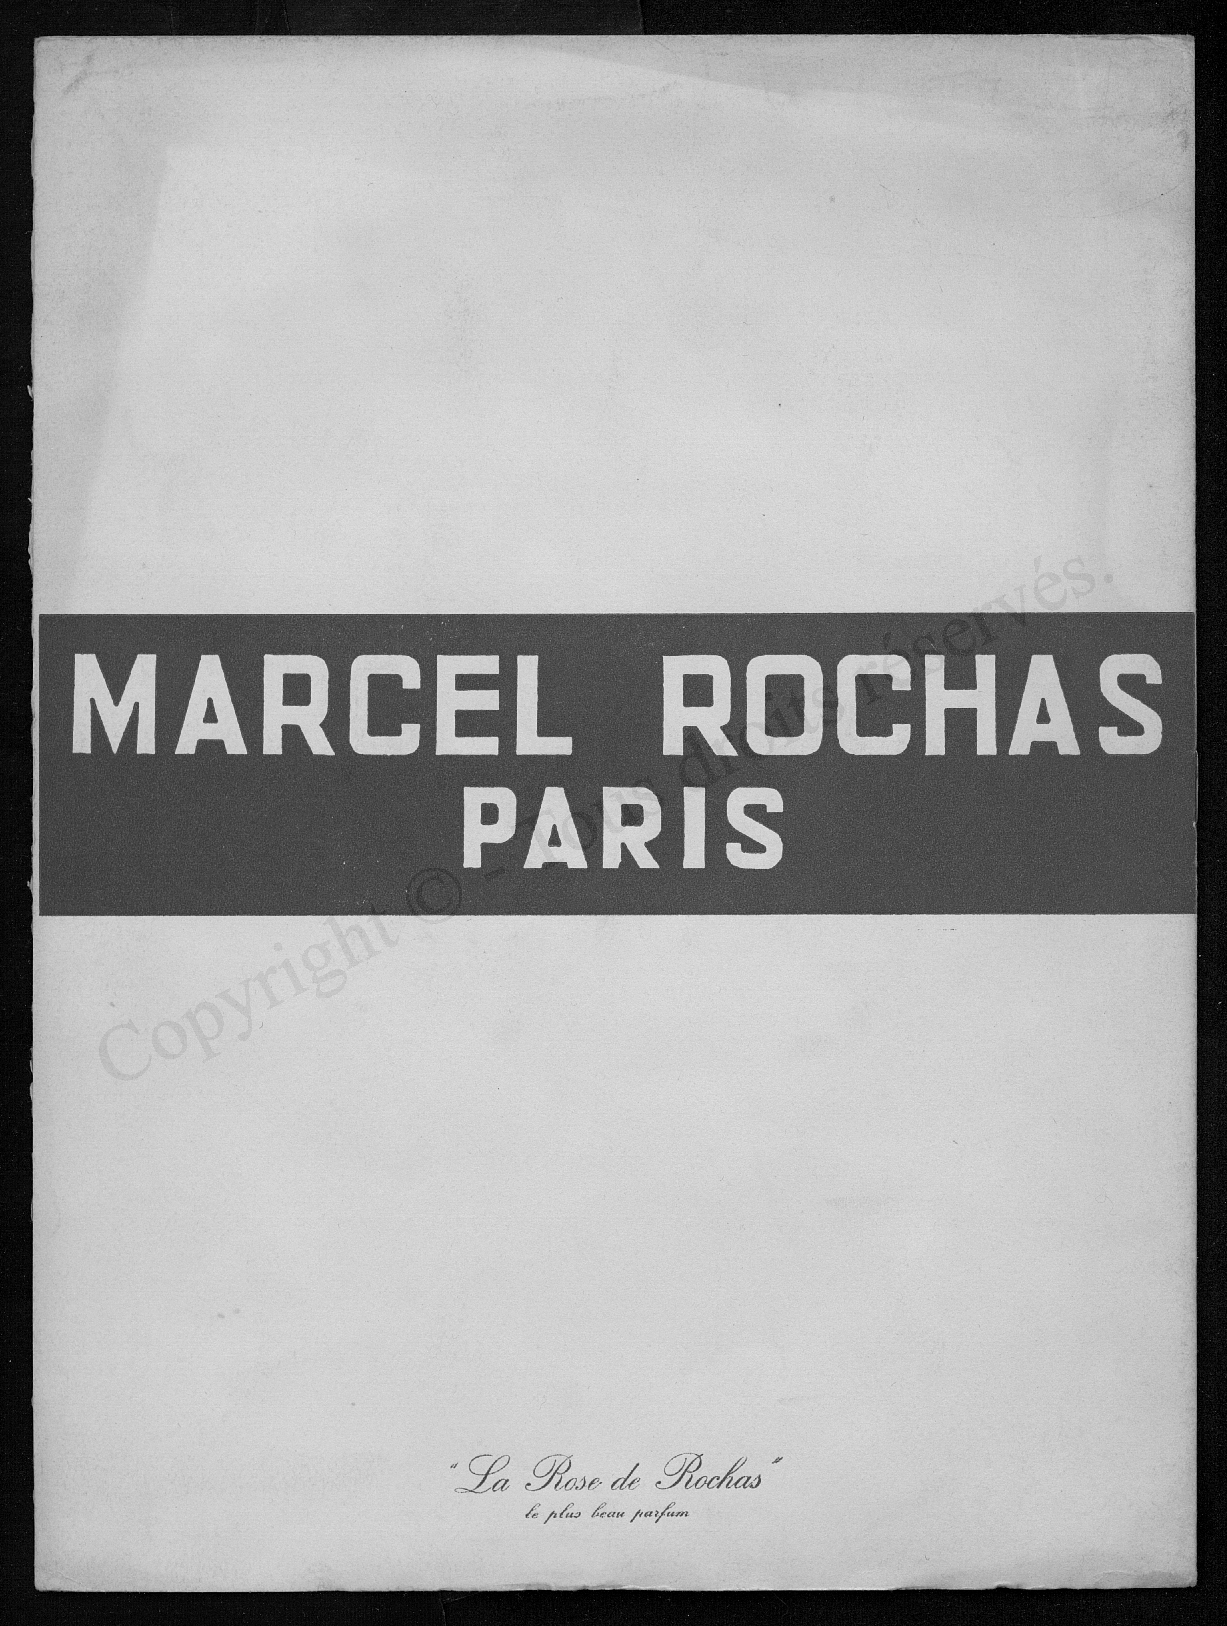 MARCEL ROCHAS
PARIS
Copyright © - Tous droits réservés.
"La Rose de Rochas"
le plus beau parfum